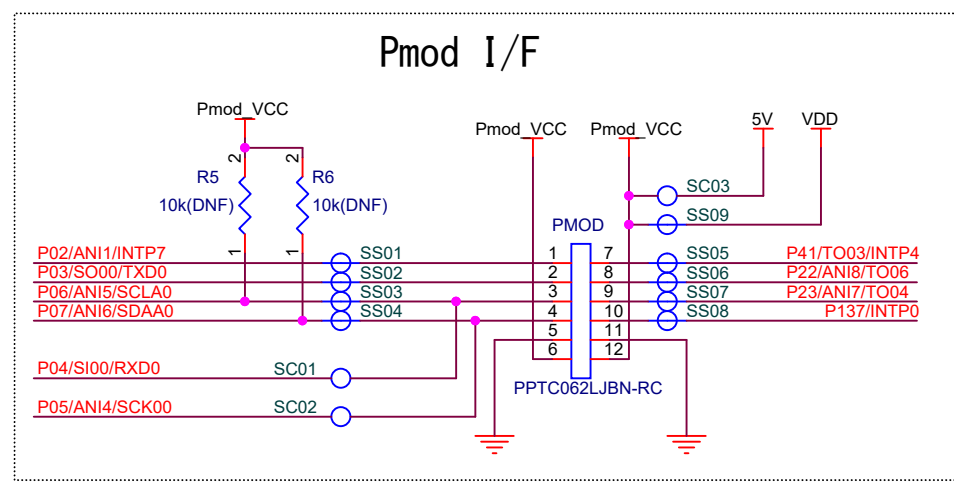 Pmod I/F
Pmod_VCC
Pmod_VCC
Pmod_VCC
5V
VDD
2
2
R5
10k(DNF)
R6
10k(DNF)
1
1
SC03
SS09
PMOD
P02/ANI1/INTP7
SS01
1
7
SS05
P41/TO03/INTP4
P03/SO00/TXD0
SS02
2
8
SS06
P22/ANI8/TO06
P06/ANI5/SCLA0
SS03
3
9
SS07
P23/ANI7/TO04
P07/ANI6/SDAA0
SS04
4
10
SS08
P137/INTP0
5
11
6
12
P04/SI00/RXD0
SC01
PPTC062LJBN-RC
P05/ANI4/SCK00
SC02